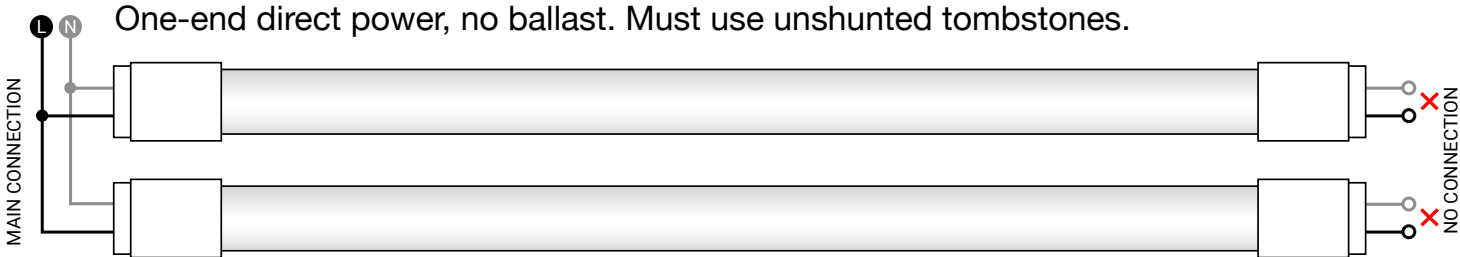 L N One-end direct power, no ballast. Must use unshunted tombstones.
MAIN CONNECTION
NO CONNECTION